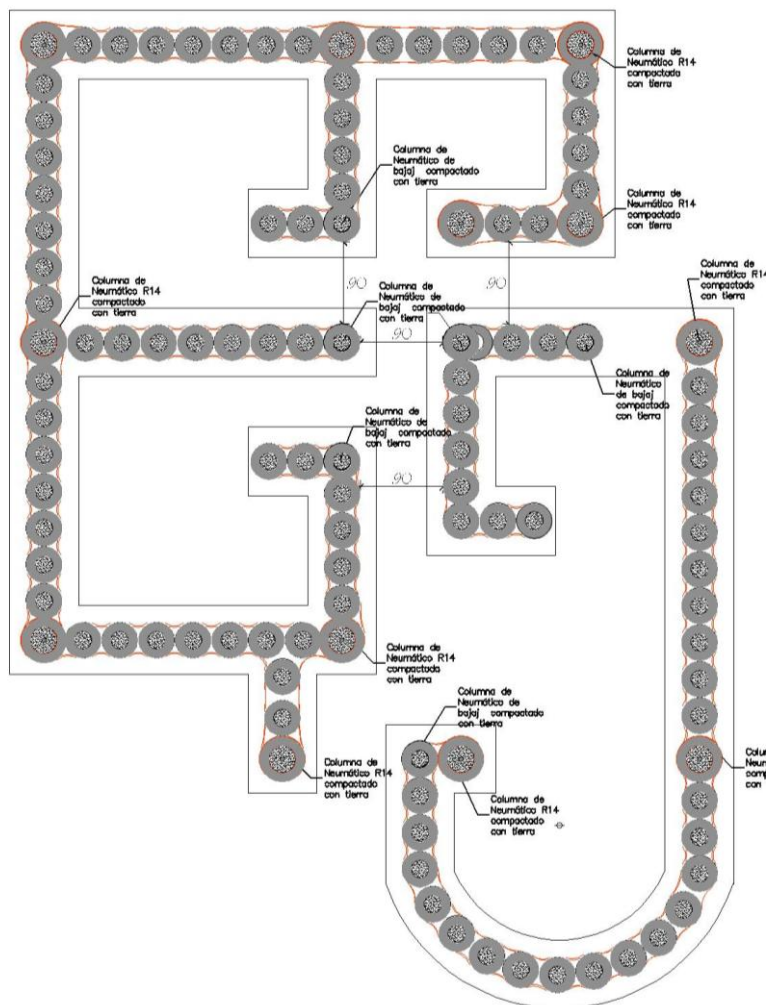 Columna de
Neumático R14
compactado
con tierra
Columna de
Neumático de
bajaj compactado
con tierra
Columna de
Neumático R14
compactado
con tierra
Columna de
Neumático R14
compactado
con tierra
Columna de
Neumático R14
compactado
con tierra
.90
.90
Columna de
Neumático de
bajaj compactado
con tierra
.90
Columna de
Neumático
de bajaj
compactado
con tierra
Columna de
Neumático de
bajaj compactado
con tierra
.90
Columna de
Neumático R14
compactado
con tierra
Columna de
Neumático de
bajaj compactado
con tierra
Columna de
Neumático R14
compactado
con tierra
Columna de
Neumático R14
compactado
con tierra
con